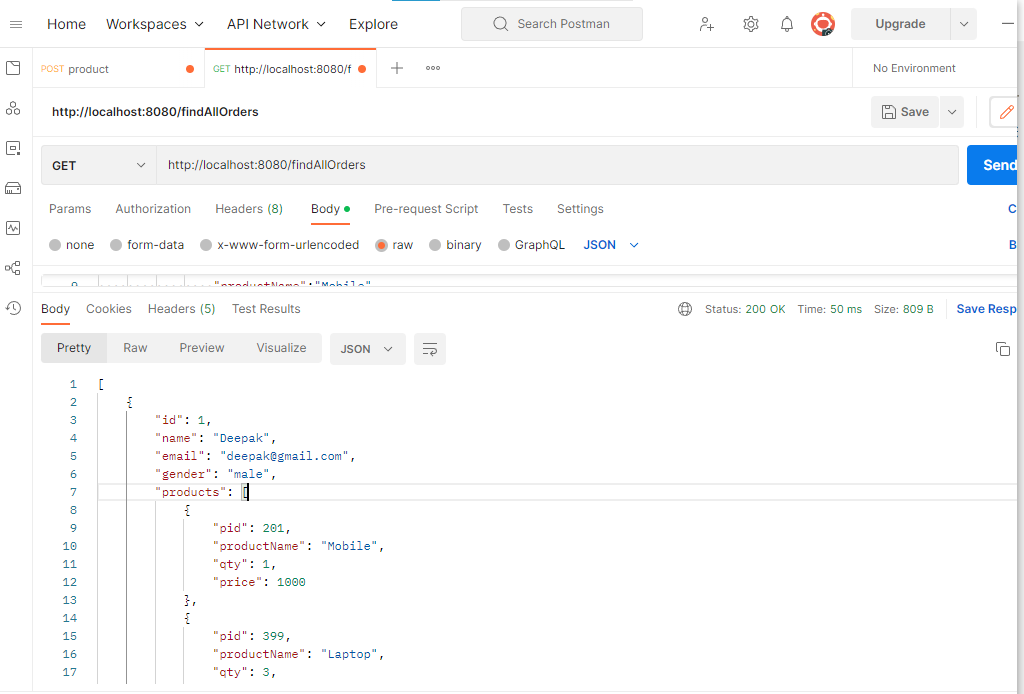 Home Workspaces API Network Explore Search Postman Upgrade
POST product GET http://localhost:8080/f No Environment
http://localhost:8080/findAllOrders Save
GET http://localhost:8080/findAllOrders Send
Params Authorization Headers (8) Body Pre-request Script Tests Settings C
none form-data x-www-form-urlencoded raw binary GraphQL JSON B
9 "productName":"Mobile"
Body Cookies Headers (5) Test Results Status: 200 OK Time: 50 ms Size: 809 B Save Resp
Pretty Raw Preview Visualize JSON
1 [
2 {
3 "id": 1,
4 "name": "Deepak",
5 "email": "deepak@gmail.com",
6 "gender": "male",
7 "products": [
8 {
9 "pid": 201,
10 "productName": "Mobile",
11 "qty": 1,
12 "price": 1000
13 },
14 {
15 "pid": 399,
16 "productName": "Laptop",
17 "qty": 3,